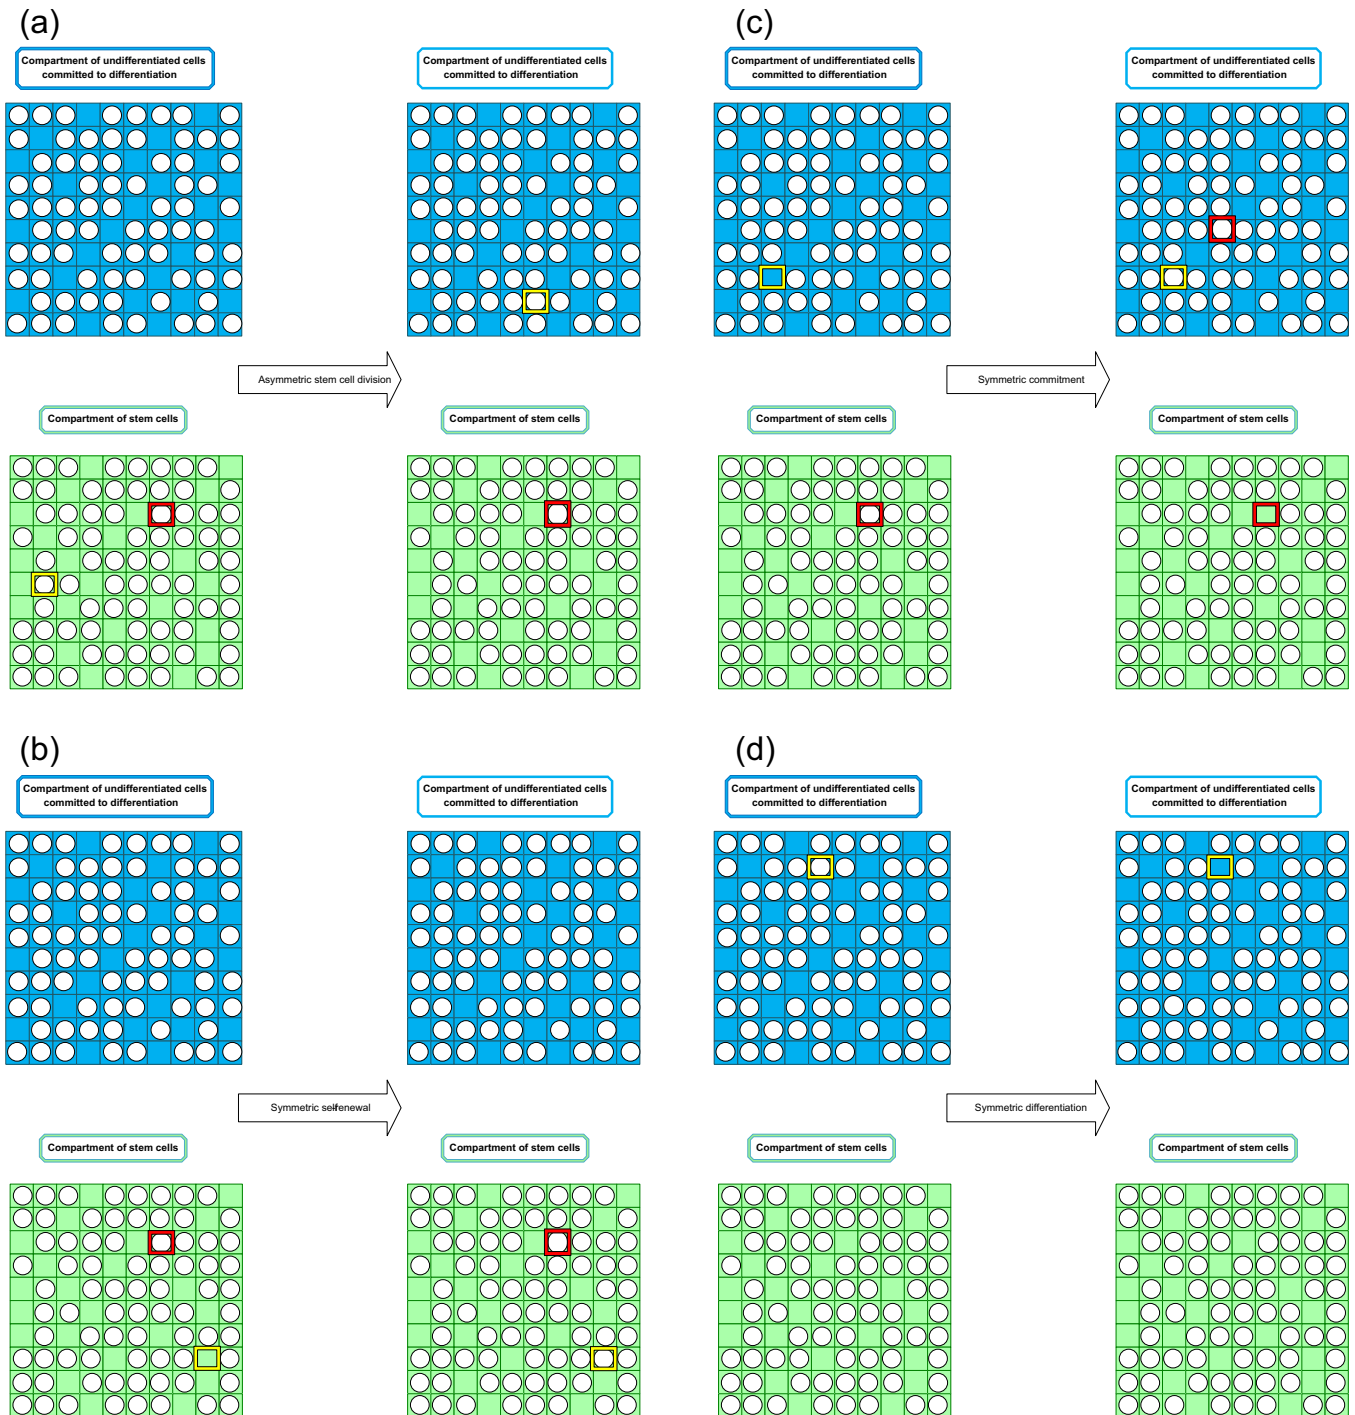 (a)
Compartment of undifferentiated cells
committed to differentiation
Compartment of undifferentiated cells
committed to differentiation
Asymmetric stem cell division
Compartment of stem cells
Compartment of stem cells
(c)
Compartment of undifferentiated cells
committed to differentiation
Compartment of undifferentiated cells
committed to differentiation
Symmetric commitment
Compartment of stem cells
Compartment of stem cells
(b)
Compartment of undifferentiated cells
committed to differentiation
Compartment of undifferentiated cells
committed to differentiation
Symmetric self-renewal
Compartment of stem cells
Compartment of stem cells
(d)
Compartment of undifferentiated cells
committed to differentiation
Compartment of undifferentiated cells
committed to differentiation
Symmetric differentiation
Compartment of stem cells
Compartment of stem cells